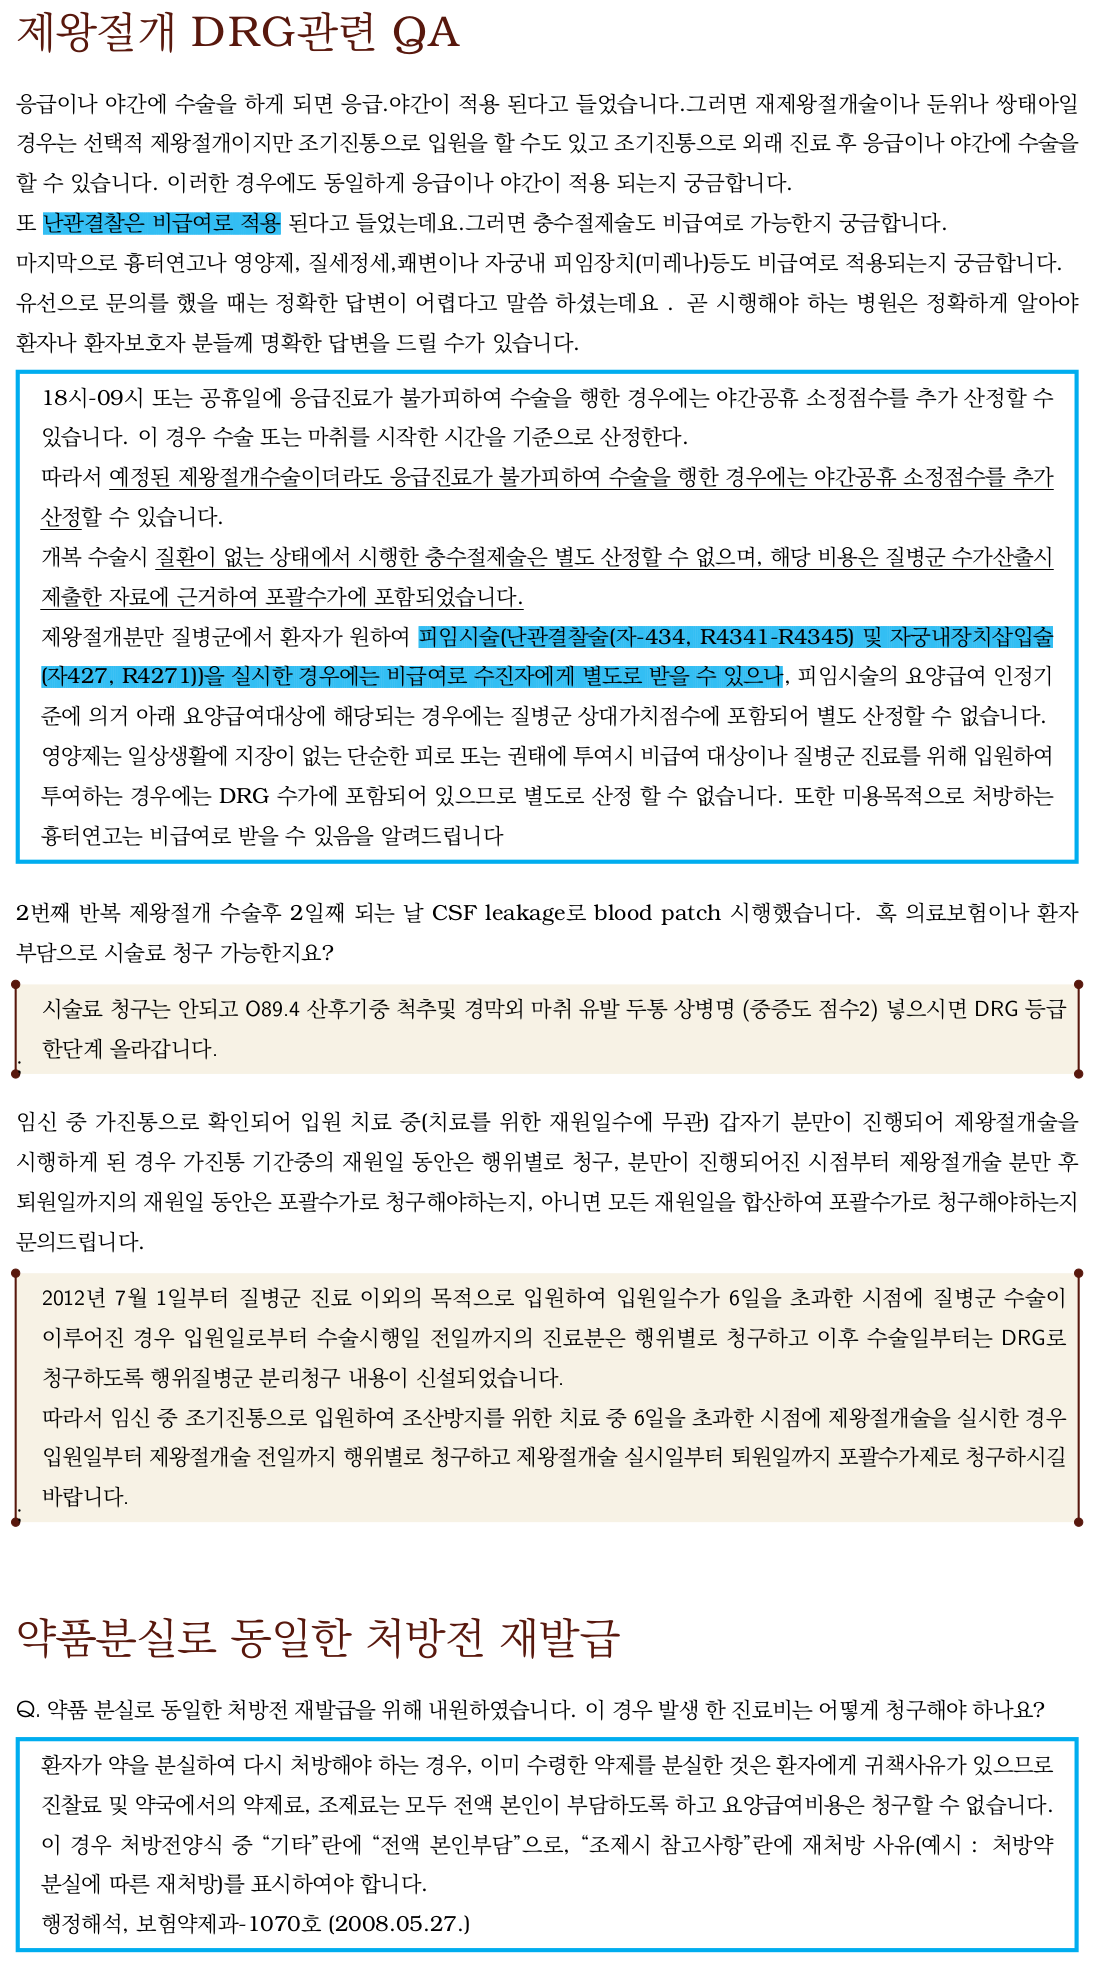 제왕절개 DRG관련 QA
응급이나 야간에 수술을 하게 되면 응급.야간이 적용 된다고 들었습니다.그러면 재제왕절개술이나 둔위나 쌍태아일
경우는 선택적 제왕절개이지만 조기진통으로 입원을 할 수도 있고 조기진통으로 외래 진료 후 응급이나 야간에 수술을
할 수 있습니다. 이러한 경우에도 동일하게 응급이나 야간이 적용 되는지 궁금합니다.
또 난관결찰은 비급여로 적용 된다고 들었는데요.그러면 충수절제술도 비급여로 가능한지 궁금합니다.
마지막으로 흉터연고나 영양제, 질세정세,쾌변이나 자궁내 피임장치(미레나)등도 비급여로 적용되는지 궁금합니다.
유선으로 문의를 했을 때는 정확한 답변이 어렵다고 말씀 하셨는데요 . 곧 시행해야 하는 병원은 정확하게 알아야
환자나 환자보호자 분들께 명확한 답변을 드릴 수가 있습니다.
18시-09시 또는 공휴일에 응급진료가 불가피하여 수술을 행한 경우에는 야간공휴 소정점수를 추가 산정할 수
있습니다. 이 경우 수술 또는 마취를 시작한 시간을 기준으로 산정한다.
따라서 예정된 제왕절개수술이더라도 응급진료가 불가피하여 수술을 행한 경우에는 야간공휴 소정점수를 추가
산정할 수 있습니다.
개복 수술시 질환이 없는 상태에서 시행한 충수절제술은 별도 산정할 수 없으며, 해당 비용은 질병군 수가산출시
제출한 자료에 근거하여 포괄수가에 포함되었습니다.
제왕절개분만 질병군에서 환자가 원하여 피임시술(난관결찰술(자-434, R4341-R4345) 및 자궁내장치삽입술
(자427, R4271))을 실시한 경우에는 비급여로 수진자에게 별도로 받을 수 있으나, 피임시술의 요양급여 인정기
준에 의거 아래 요양급여대상에 해당되는 경우에는 질병군 상대가치점수에 포함되어 별도 산정할 수 없습니다.
영양제는 일상생활에 지장이 없는 단순한 피로 또는 권태에 투여시 비급여 대상이나 질병군 진료를 위해 입원하여
투여하는 경우에는 DRG 수가에 포함되어 있으므로 별도로 산정 할 수 없습니다. 또한 미용목적으로 처방하는
흉터연고는 비급여로 받을 수 있음을 알려드립니다
2번째 반복 제왕절개 수술후 2일째 되는 날 CSF leakage로 blood patch 시행했습니다. 혹 의료보험이나 환자
부담으로 시술료 청구 가능한지요?
시술료 청구는 안되고 O89.4 산후기중 척추및 경막외 마취 유발 두통 상병명 (중증도 점수2) 넣으시면 DRG 등급
한단계 올라갑니다.
임신 중 가진통으로 확인되어 입원 치료 중(치료를 위한 재원일수에 무관) 갑자기 분만이 진행되어 제왕절개술을
시행하게 된 경우 가진통 기간중의 재원일 동안은 행위별로 청구, 분만이 진행되어진 시점부터 제왕절개술 분만 후
퇴원일까지의 재원일 동안은 포괄수가로 청구해야하는지, 아니면 모든 재원일을 합산하여 포괄수가로 청구해야하는지
문의드립니다.
2012년 7월 1일부터 질병군 진료 이외의 목적으로 입원하여 입원일수가 6일을 초과한 시점에 질병군 수술이
이루어진 경우 입원일로부터 수술시행일 전일까지의 진료분은 행위별로 청구하고 이후 수술일부터는 DRG로
청구하도록 행위질병군 분리청구 내용이 신설되었습니다.
따라서 임신 중 조기진통으로 입원하여 조산방지를 위한 치료 중 6일을 초과한 시점에 제왕절개술을 실시한 경우
입원일부터 제왕절개술 전일까지 행위별로 청구하고 제왕절개술 실시일부터 퇴원일까지 포괄수가제로 청구하시길
바랍니다.
약품분실로 동일한 처방전 재발급
Q. 약품 분실로 동일한 처방전 재발급을 위해 내원하였습니다. 이 경우 발생 한 진료비는 어떻게 청구해야 하나요?
환자가 약을 분실하여 다시 처방해야 하는 경우, 이미 수령한 약제를 분실한 것은 환자에게 귀책사유가 있으므로
진찰료 및 약국에서의 약제료, 조제료는 모두 전액 본인이 부담하도록 하고 요양급여비용은 청구할 수 없습니다.
이 경우 처방전양식 중 “기타”란에 “전액 본인부담”으로, “조제시 참고사항”란에 재처방 사유(예시 : 처방약
분실에 따른 재처방)를 표시하여야 합니다.
행정해석, 보험약제과-1070호 (2008.05.27.)